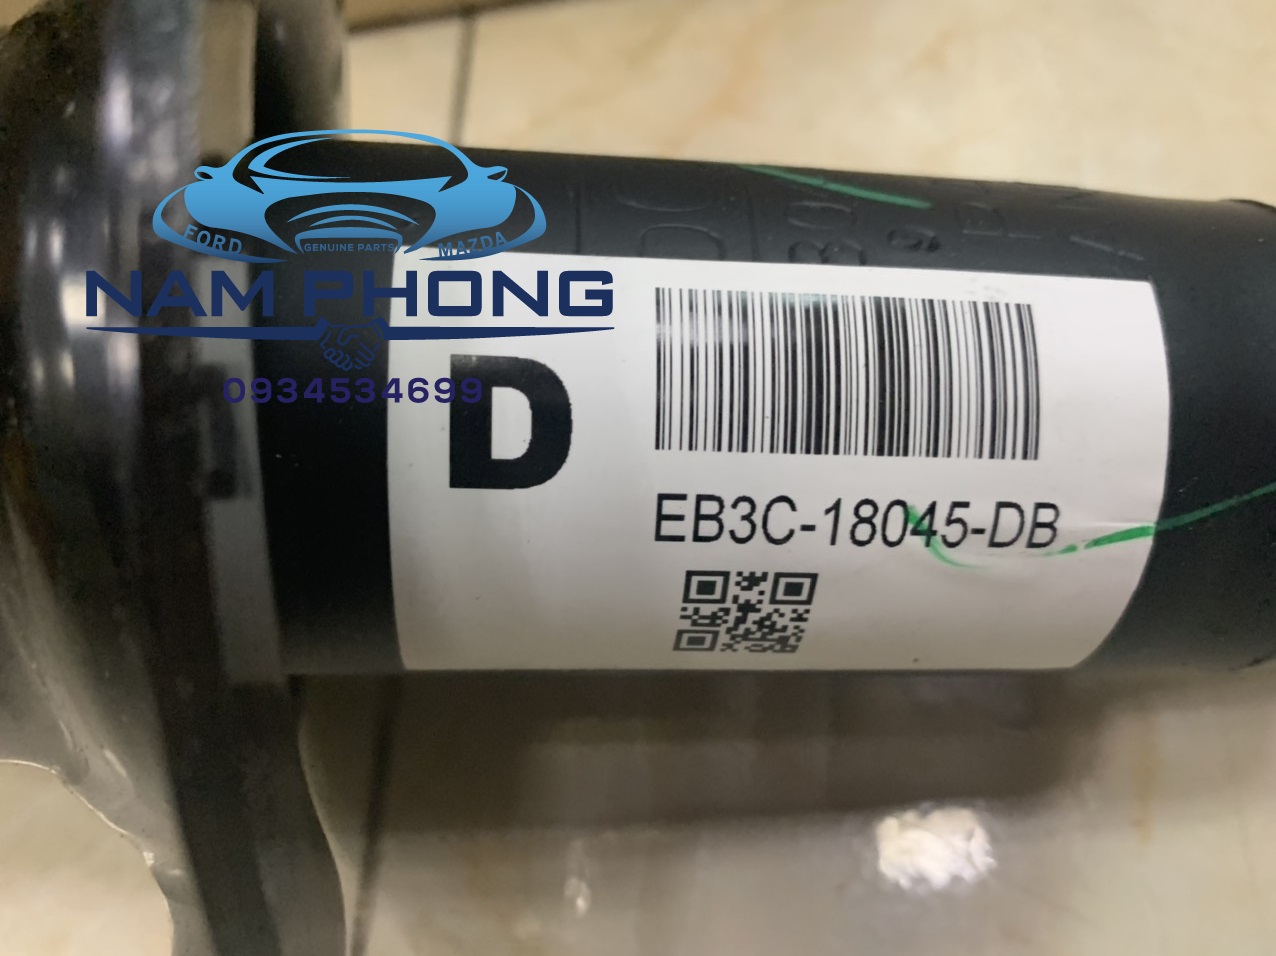 FORD
GENUINE PARTS
MAZDA
NAM PHONG
0934534699
D
EB3C-18045-DB